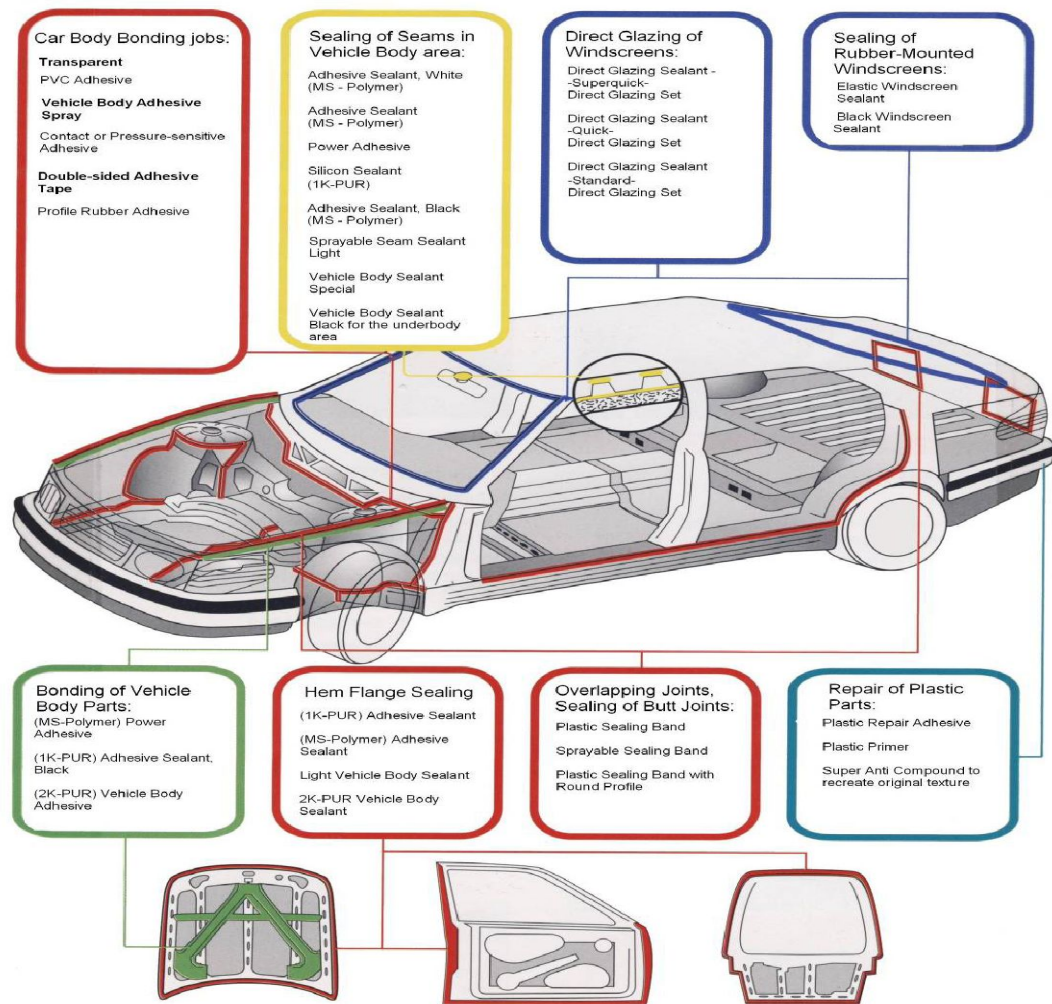 Car Body Bonding jobs:
Transparent
PVC Adhesive
Vehicle Body Adhesive
Spray
Contact or Pressure-sensitive
Adhesive
Double-sided Adhesive
Tape
Profile Rubber Adhesive
Sealing of Seams in
Vehicle Body area:
Adhesive Sealant, White
(MS - Polymer)
Adhesive Sealant
(MS - Polymer)
Power Adhesive
Silicon Sealant
(1K-PUR)
Adhesive Sealant, Black
(MS - Polymer)
Sprayable Seam Sealant
Light
Vehicle Body Sealant
Special
Vehicle Body Sealant
Black for the underbody
area
Direct Glazing of
Windscreens:
Direct Glazing Sealant -
-Superquick-
Direct Glazing Set
Direct Glazing Sealant
-Quick-
Direct Glazing Set
Direct Glazing Sealant
-Standard-
Direct Glazing Set
Sealing of
Rubber-Mounted
Windscreens:
Elastic Windscreen
Sealant
Black Windscreen
Sealant
Bonding of Vehicle
Body Parts:
(MS-Polymer) Power
Adhesive
(1K-PUR) Adhesive Sealant,
Black
(2K-PUR) Vehicle Body
Adhesive
Hem Flange Sealing
(1K-PUR) Adhesive Sealant
(MS-Polymer) Adhesive
Sealant
Light Vehicle Body Sealant
2K-PUR Vehicle Body
Sealant
Overlapping Joints,
Sealing of Butt Joints:
Plastic Sealing Band
Sprayable Sealing Band
Plastic Sealing Band with
Round Profile
Repair of Plastic
Parts:
Plastic Repair Adhesive
Plastic Primer
Super Anti Compound to
recreate original texture